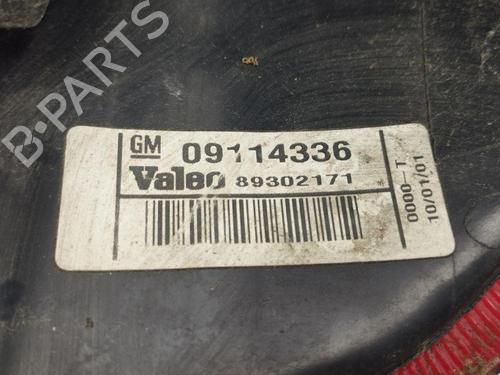 B-PARTS
GM 09114336
Valeo 89302171
0000-T
10/01/01